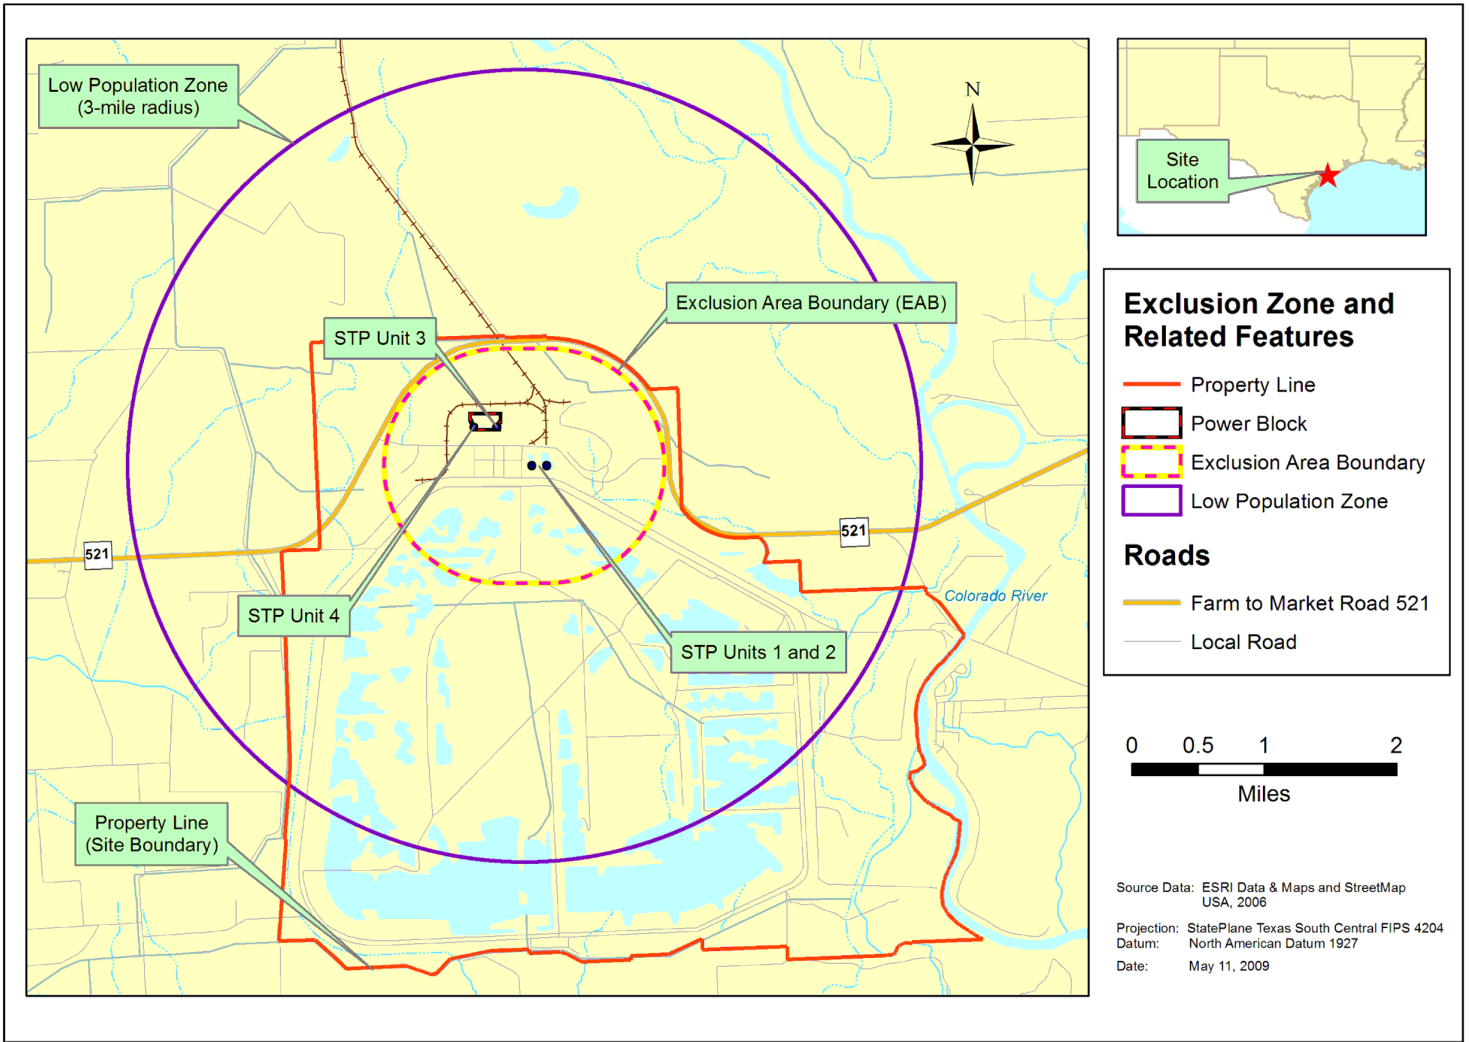 Low Population Zone
(3-mile radius)
N
Site
Location
Exclusion Area Boundary (EAB)
STP Unit 3
521
521
STP Unit 4
Colorado River
STP Units 1 and 2
Property Line
(Site Boundary)
Exclusion Zone and
Related Features
Property Line
Power Block
Exclusion Area Boundary
Low Population Zone
Roads
Farm to Market Road 521
Local Road
0 0.5 1 2
Miles
Source Data: ESRI Data & Maps and StreetMap
USA, 2006
Projection: StatePlane Texas South Central FIPS 4204
Datum: North American Datum 1927
Date: May 11, 2009